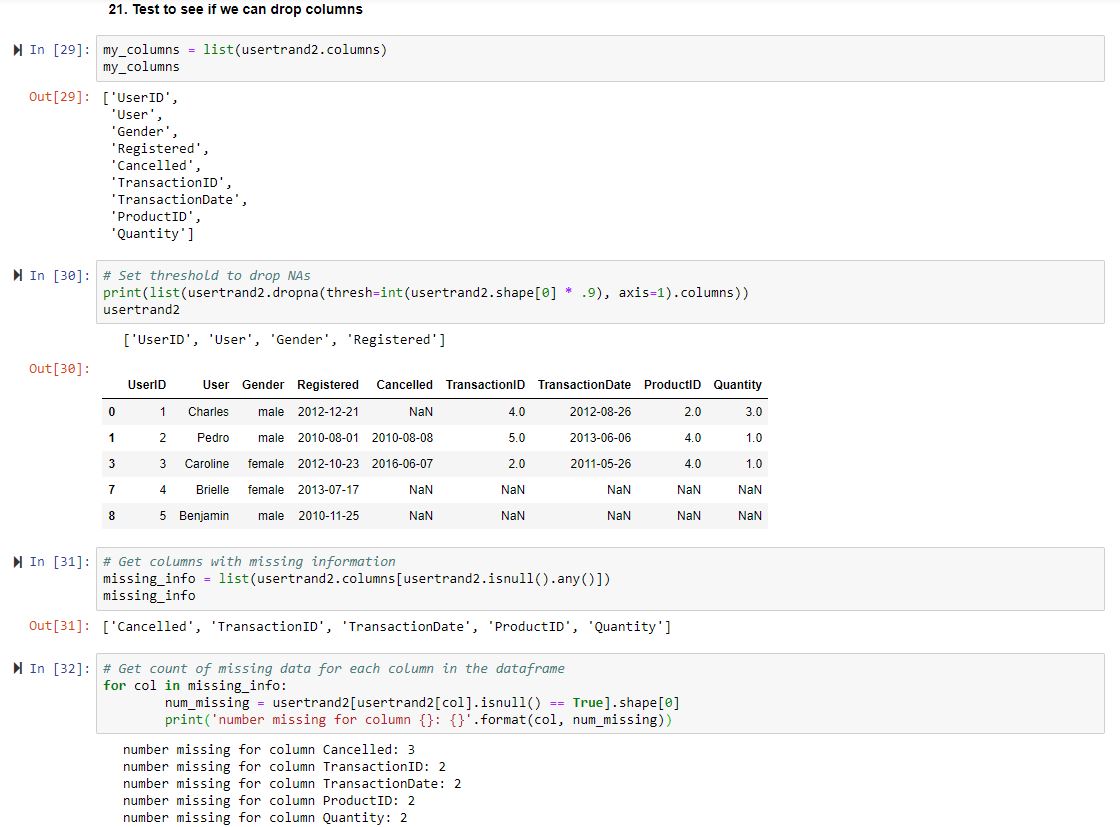 21. Test to see if we can drop columns
In [29]: my_columns = list(usertrand2.columns)
my_columns
Out[29]: ['UserID',
'User',
'Gender',
'Registered',
'Cancelled',
'TransactionID',
'TransactionDate',
'ProductID',
'Quantity']
In [30]: # Set threshold to drop NAs
print(list(usertrand2.dropna(thresh=int(usertrand2.shape[0] * .9), axis=1).columns))
usertrand2
['UserID', 'User', 'Gender', 'Registered']
Out[30]:
UserID User Gender Registered Cancelled TransactionID TransactionDate ProductID Quantity
0 1 Charles male 2012-12-21 NaN 4.0 2012-08-26 2.0 3.0
1 2 Pedro male 2010-08-01 2010-08-08 5.0 2013-06-06 4.0 1.0
3 3 Caroline female 2012-10-23 2016-06-07 2.0 2011-05-26 4.0 1.0
7 4 Brielle female 2013-07-17 NaN NaN NaN NaN NaN
8 5 Benjamin male 2010-11-25 NaN NaN NaN NaN NaN
In [31]: # Get columns with missing information
missing_info = list(usertrand2.columns[usertrand2.isnull().any()])
missing_info
Out[31]: ['Cancelled', 'TransactionID', 'TransactionDate', 'ProductID', 'Quantity']
In [32]: # Get count of missing data for each column in the dataframe
for col in missing_info:
num_missing = usertrand2[usertrand2[col].isnull() == True].shape[0]
print('number missing for column {}: {}'.format(col, num_missing))
number missing for column Cancelled: 3
number missing for column TransactionID: 2
number missing for column TransactionDate: 2
number missing for column ProductID: 2
number missing for column Quantity: 2